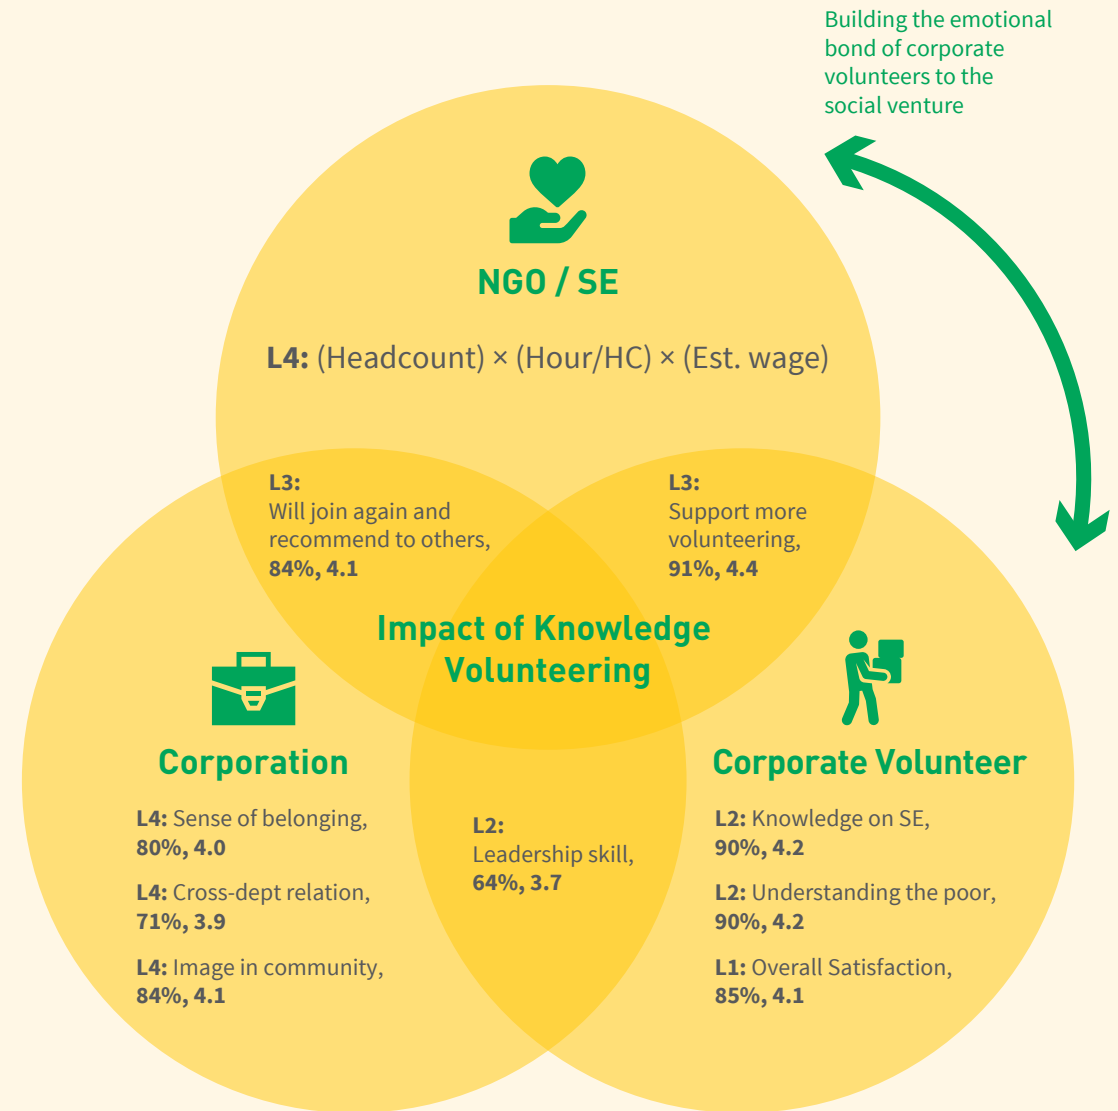 Building the emotional
bond of corporate
volunteers to the
social venture
NGO / SE
L4: (Headcount) × (Hour/HC) × (Est. wage)
L3:
Will join again and
recommend to others,
84%, 4.1
L3:
Support more
volunteering,
91%, 4.4
Impact of Knowledge
Volunteering
Corporation
L4: Sense of belonging,
80%, 4.0
L4: Cross-dept relation,
71%, 3.9
L4: Image in community,
84%, 4.1
L2:
Leadership skill,
64%, 3.7
Corporate Volunteer
L2: Knowledge on SE,
90%, 4.2
L2: Understanding the poor,
90%, 4.2
L1: Overall Satisfaction,
85%, 4.1